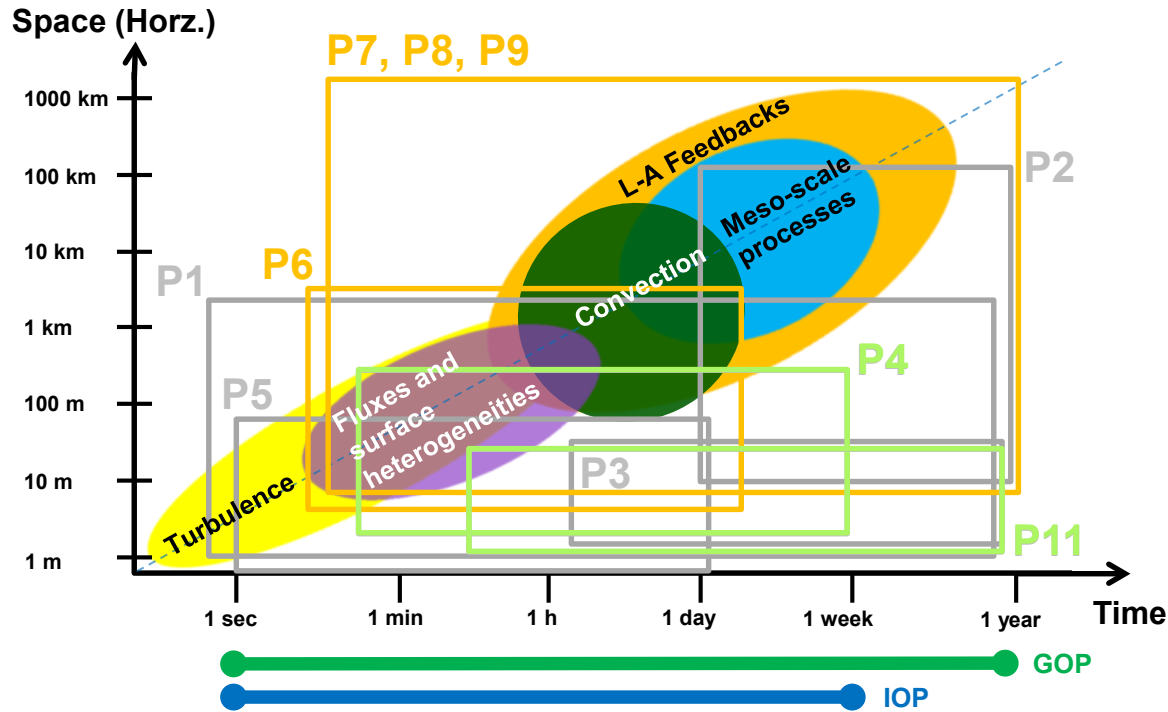 Space (Horz.)
P7, P8, P9
1000 km
100 km
10 km
1 km
100 m
10 m
1 m
L-A Feedbacks
Meso-scale
processes
P2
P6
P1
Convection
P4
P5
Fluxes and
surface
heterogeneities
P3
Turbulence
P11
1 sec
1 min
1 h
1 day
1 week
1 year
Time
GOP
IOP